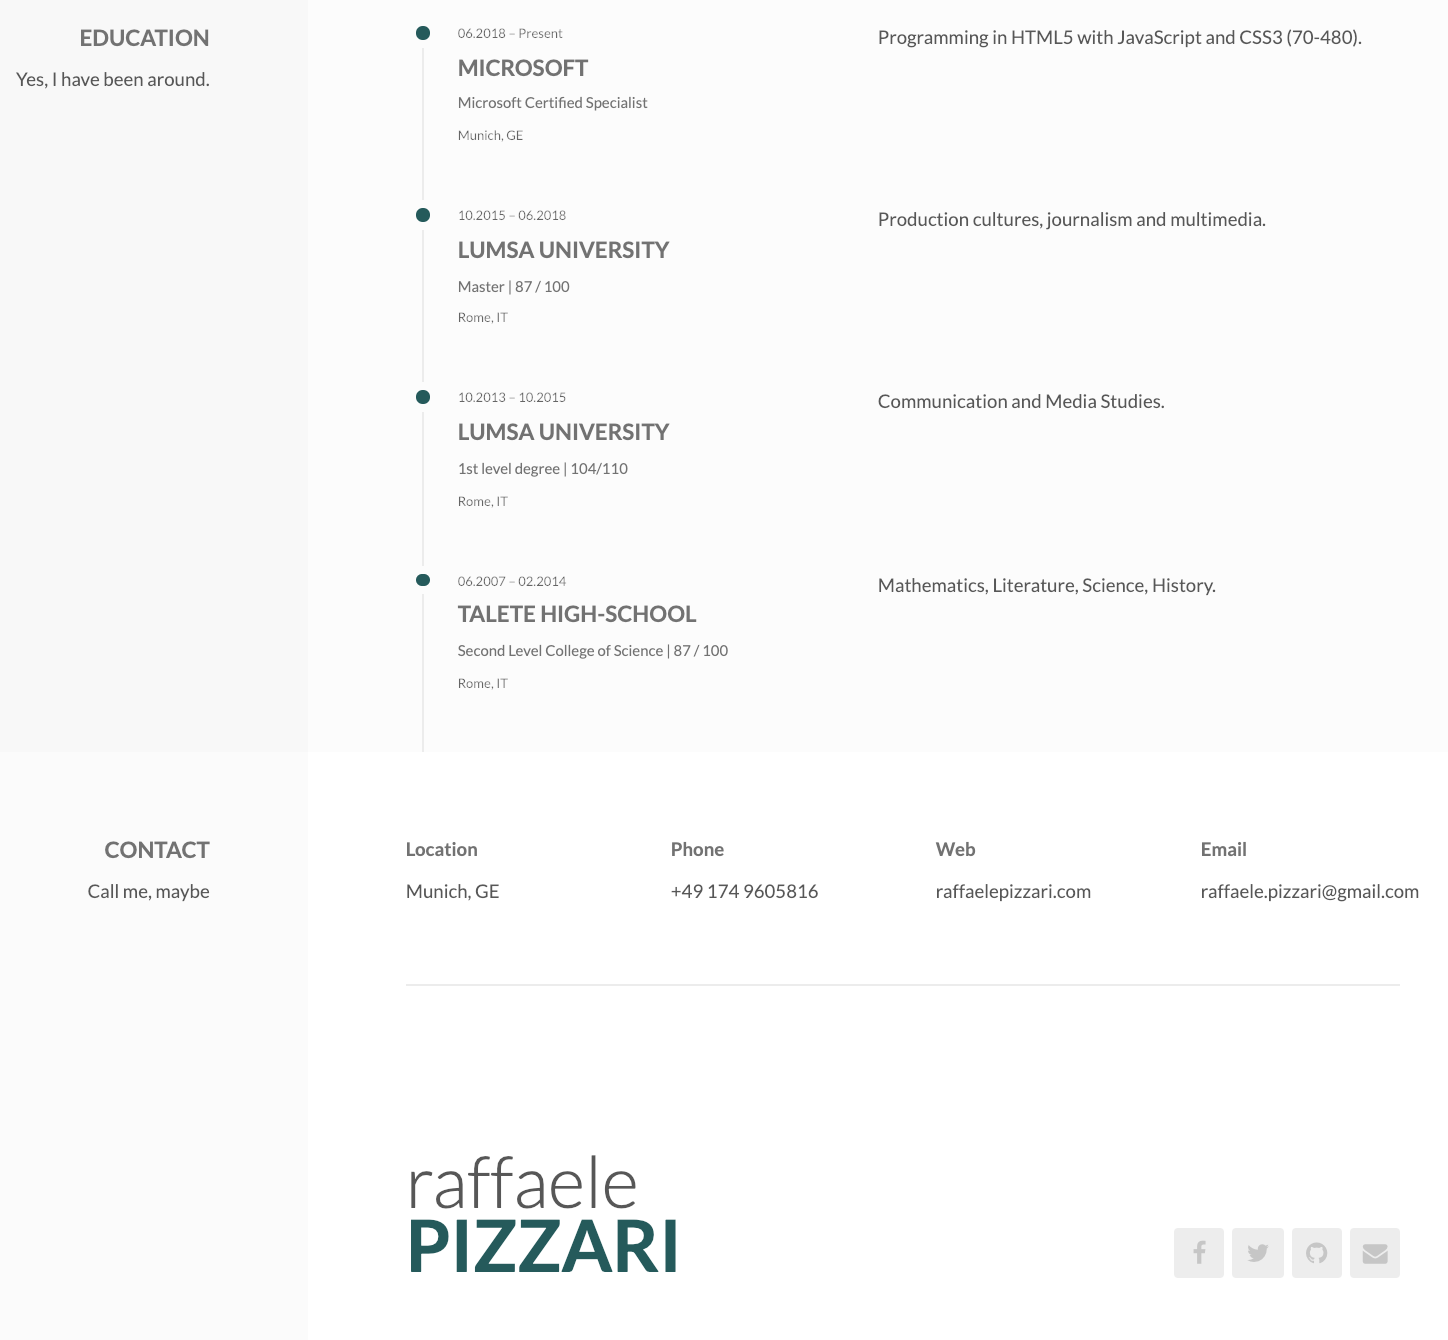 EDUCATION
Yes, I have been around.
06.2018 – Present
MICROSOFT
Microsoft Certified Specialist
Munich, GE
Programming in HTML5 with JavaScript and CSS3 (70-480).
10.2015 – 06.2018
LUMSA UNIVERSITY
Master | 87 / 100
Rome, IT
Production cultures, journalism and multimedia.
10.2013 – 10.2015
LUMSA UNIVERSITY
1st level degree | 104/110
Rome, IT
Communication and Media Studies.
06.2007 – 02.2014
TALETE HIGH-SCHOOL
Second Level College of Science | 87 / 100
Rome, IT
Mathematics, Literature, Science, History.
CONTACT
Call me, maybe
Location
Munich, GE
Phone
+49 174 9605816
Web
raffaelepizzari.com
Email
raffaele.pizzari@gmail.com
raffaele
PIZZARI